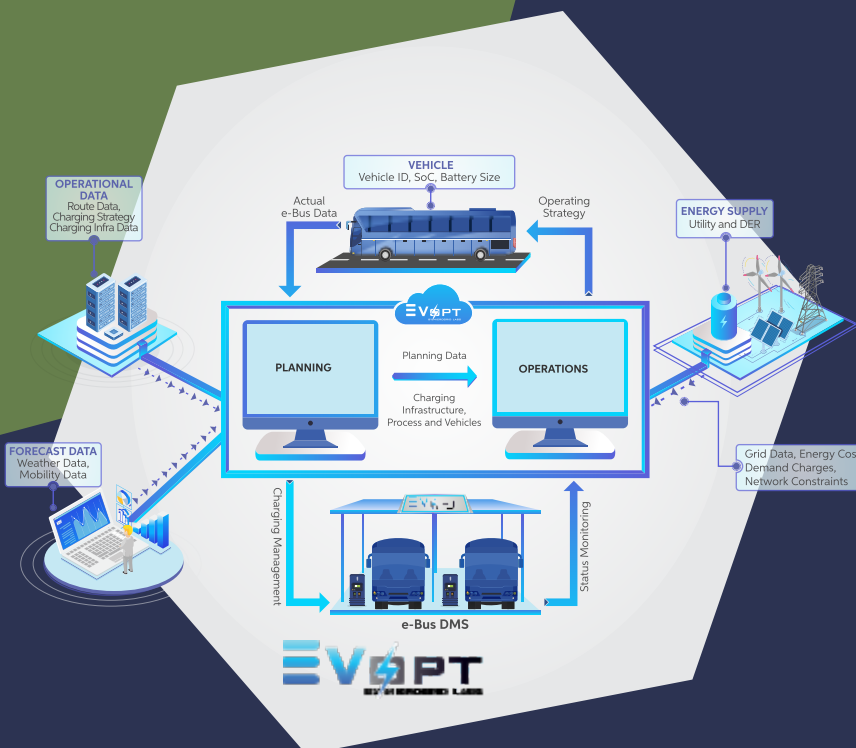 VEHICLE
Vehicle ID, SoC, Battery Size
OPERATIONAL
DATA
Route Data,
Charging Strategy
Charging Infra Data
Actual
e-Bus Data
Operating
Strategy
ENERGY SUPPLY
Utility and DER
EVOPT
PLANNING
Planning Data
Charging
Infrastructure,
Process and Vehicles
OPERATIONS
FORECAST DATA
Weather Data,
Mobility Data
Grid Data, Energy Cos
Demand Charges,
Network Constraints
Charging Management
Status Monitoring
e-Bus DMS
EVOPT